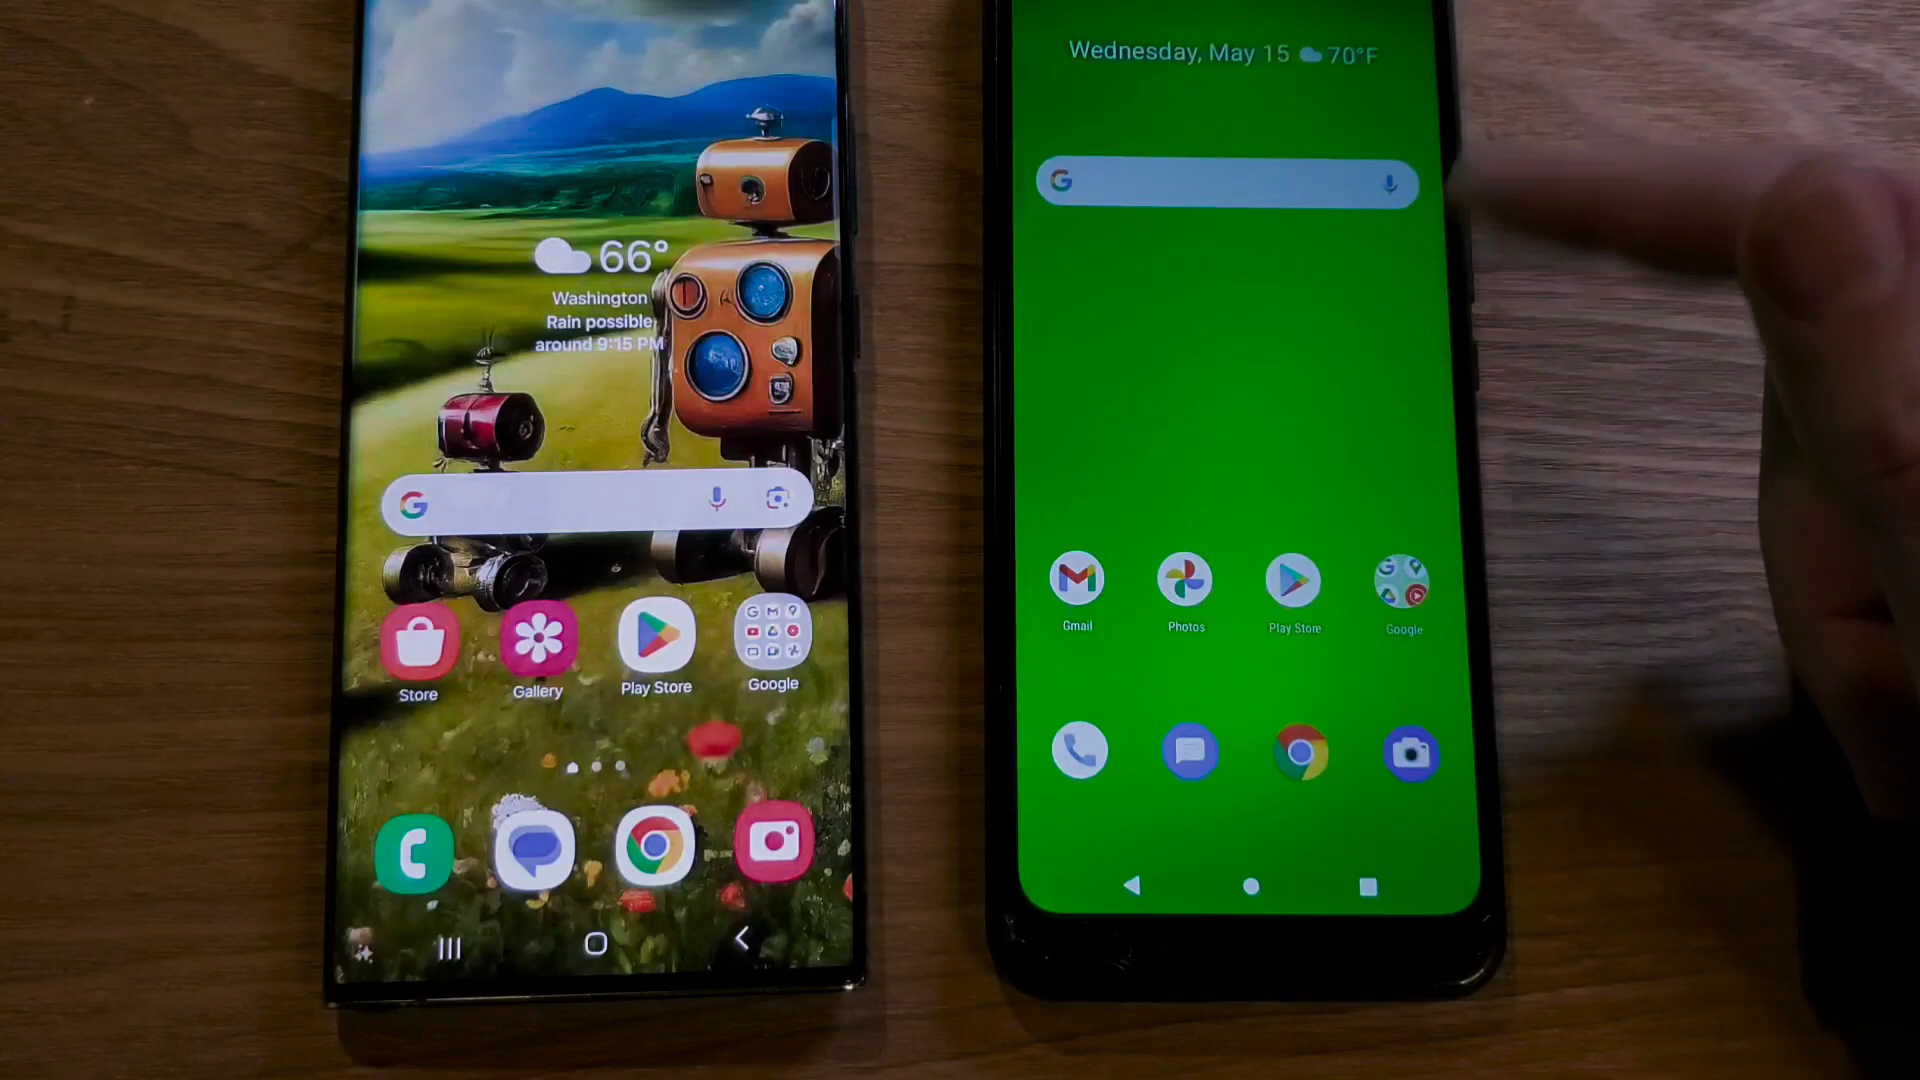 66°
Washington
Rain possible
around 9:15 PM
Store
Gallery
Play Store
Google
Wednesday, May 15 70°F
Gmail
Photos
Play Store
Google